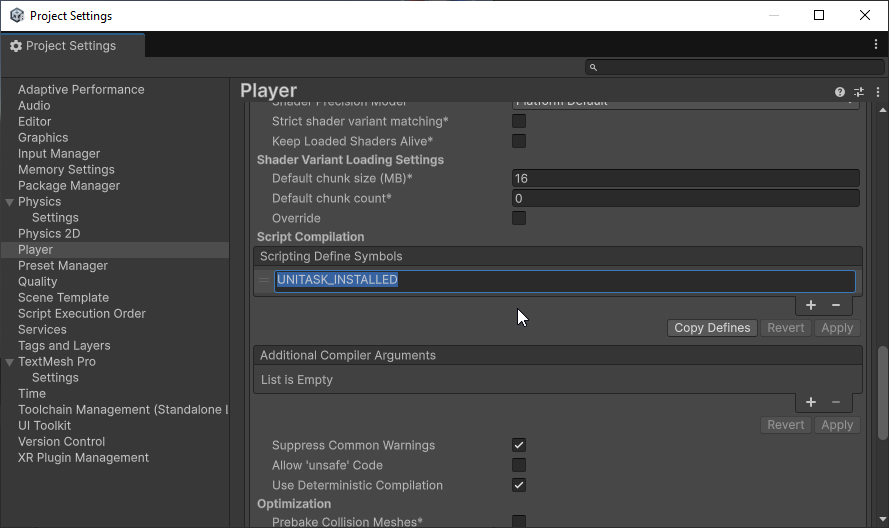 Project Settings
Project Settings
Adaptive Performance
Audio
Editor
Graphics
Input Manager
Memory Settings
Package Manager
Physics
Settings
Physics 2D
Player
Preset Manager
Quality
Scene Template
Script Execution Order
Services
Tags and Layers
TextMesh Pro
Settings
Time
Toolchain Management (Standalone
UI Toolkit
Version Control
XR Plugin Management
Player
Shader Precision Model Platform Default
Strict shader variant matching*
Keep Loaded Shaders Alive*
Shader Variant Loading Settings
Default chunk size (MB)* 16
Default chunk count* 0
Override
Script Compilation
Scripting Define Symbols
UNITASK_INSTALLED
Copy Defines Revert Apply
Additional Compiler Arguments
List is Empty
Revert Apply
Suppress Common Warnings
Allow 'unsafe' Code
Use Deterministic Compilation
Optimization
Prebake Collision Meshes*